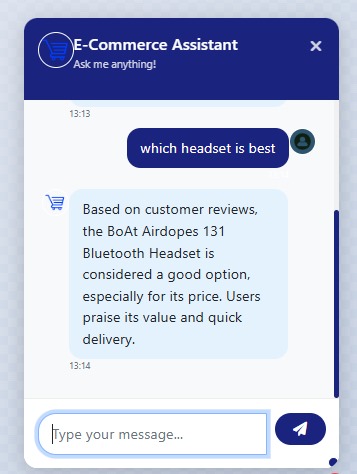 E-Commerce Assistant
Ask me anything!
13:13
which headset is best
Based on customer reviews,
the BoAt Airdopes 131
Bluetooth Headset is
considered a good option,
especially for its price. Users
praise its value and quick
delivery.
13:14
Type your message...